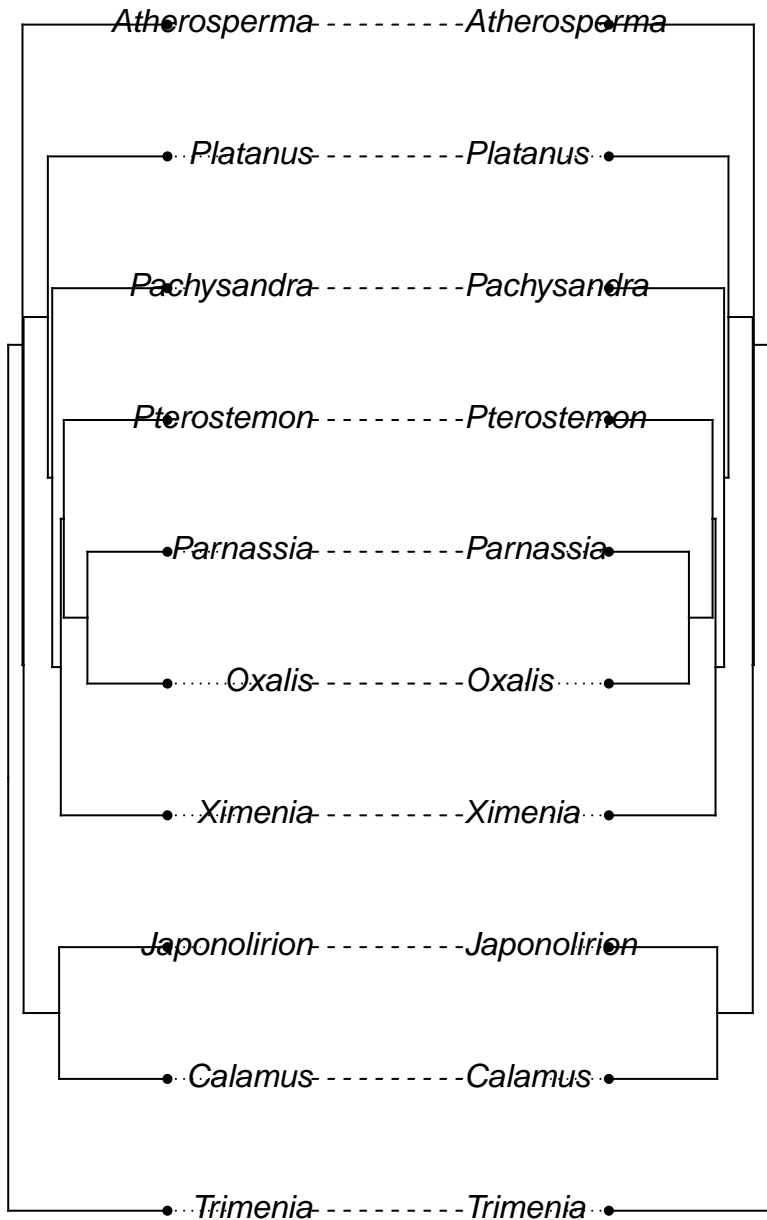 Atherosperma Atherosperma
Platanus Platanus
Pachysandra Pachysandra
Pterostemon Pterostemon
Parnassia Parnassia
Oxalis Oxalis
Ximenia Ximenia
Japonolirion Japonolirion
Calamus Calamus
Trimenia Trimenia